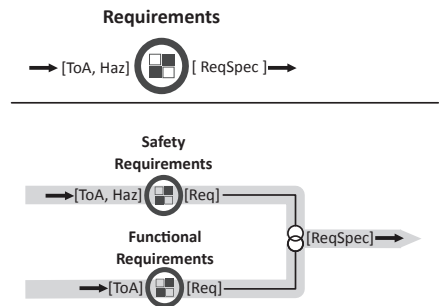 Requirements
[ToA, Haz] [ ReqSpec ]
Safety
Requirements
[ToA, Haz] [Req]
[ReqSpec]
Functional
Requirements
[ToA] [Req]